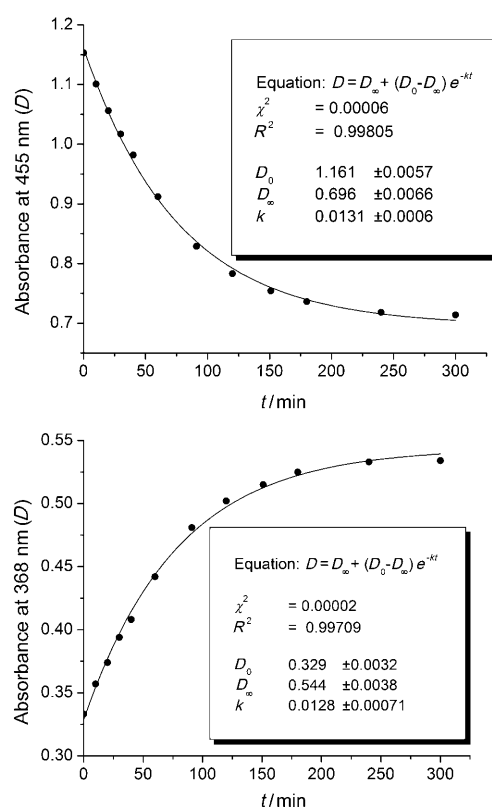 1.2
1.1
1.0
0.9
0.8
0.7
Absorbance at 455 nm (D)
Equation: D = D∞ + (D0-D∞) e^-kt
χ² = 0.00006
R² = 0.99805
D0 1.161 ±0.0057
D∞ 0.696 ±0.0066
k 0.0131 ±0.0006
0 50 100 150 200 250 300
t / min
0.55
0.50
0.45
0.40
0.35
0.30
Absorbance at 368 nm (D)
Equation: D = D∞ + (D0-D∞) e^-kt
χ² = 0.00002
R² = 0.99709
D0 0.329 ±0.0032
D∞ 0.544 ±0.0038
k 0.0128 ±0.00071
0 50 100 150 200 250 300
t / min